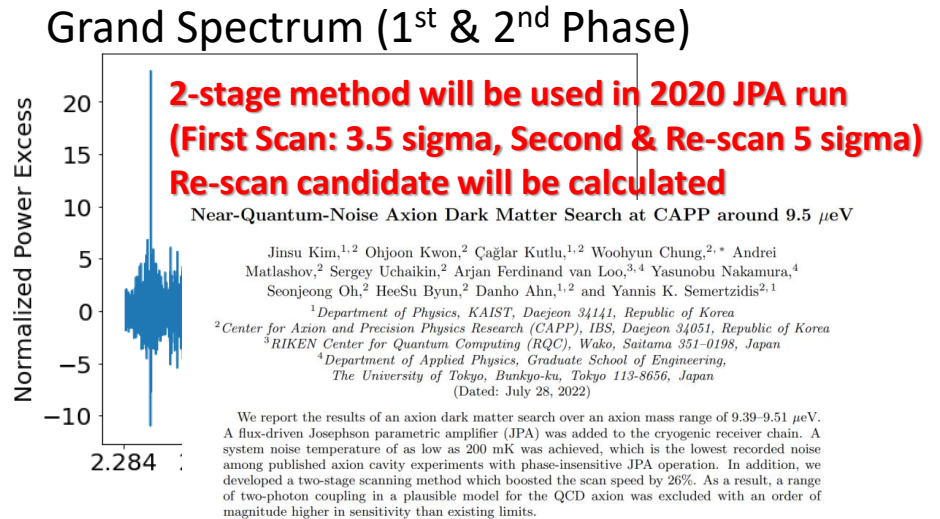 Grand Spectrum (1st & 2nd Phase)
2-stage method will be used in 2020 JPA run
(First Scan: 3.5 sigma, Second & Re-scan 5 sigma)
Re-scan candidate will be calculated
Normalized Power Excess
20
15
10
5
0
−5
−10
2.284
Near-Quantum-Noise Axion Dark Matter Search at CAPP around 9.5 μeV
Jinsu Kim,1, 2 Ohjoon Kwon,2 Çağlar Kutlu,1, 2 Woohyun Chung,2, * Andrei
Matlashov,2 Sergey Uchaikin,2 Arjan Ferdinand van Loo,3, 4 Yasunobu Nakamura,4
Seonjeong Oh,2 HeeSu Byun,2 Danho Ahn,1, 2 and Yannis K. Semertzidis2, 1
1Department of Physics, KAIST, Daejeon 34141, Republic of Korea
2Center for Axion and Precision Physics Research (CAPP), IBS, Daejeon 34051, Republic of Korea
3RIKEN Center for Quantum Computing (RQC), Wako, Saitama 351–0198, Japan
4Department of Applied Physics, Graduate School of Engineering,
The University of Tokyo, Bunkyo-ku, Tokyo 113-8656, Japan
(Dated: July 28, 2022)
We report the results of an axion dark matter search over an axion mass range of 9.39–9.51 μeV.
A flux-driven Josephson parametric amplifier (JPA) was added to the cryogenic receiver chain. A
system noise temperature of as low as 200 mK was achieved, which is the lowest recorded noise
among published axion cavity experiments with phase-insensitive JPA operation. In addition, we
developed a two-stage scanning method which boosted the scan speed by 26%. As a result, a range
of two-photon coupling in a plausible model for the QCD axion was excluded with an order of
magnitude higher in sensitivity than existing limits.